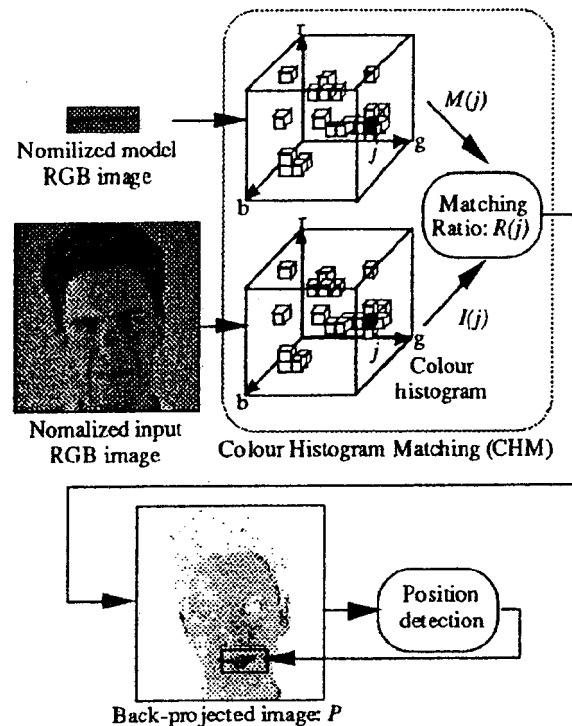 r
M(j)
Nomilized model
RGB image
j
g
b
Matching
Ratio: R(j)
r
I(j)
j
g
b
Colour
histogram
Nomalized input
RGB image
Colour Histogram Matching (CHM)
Position
detection
Back-projected image: P